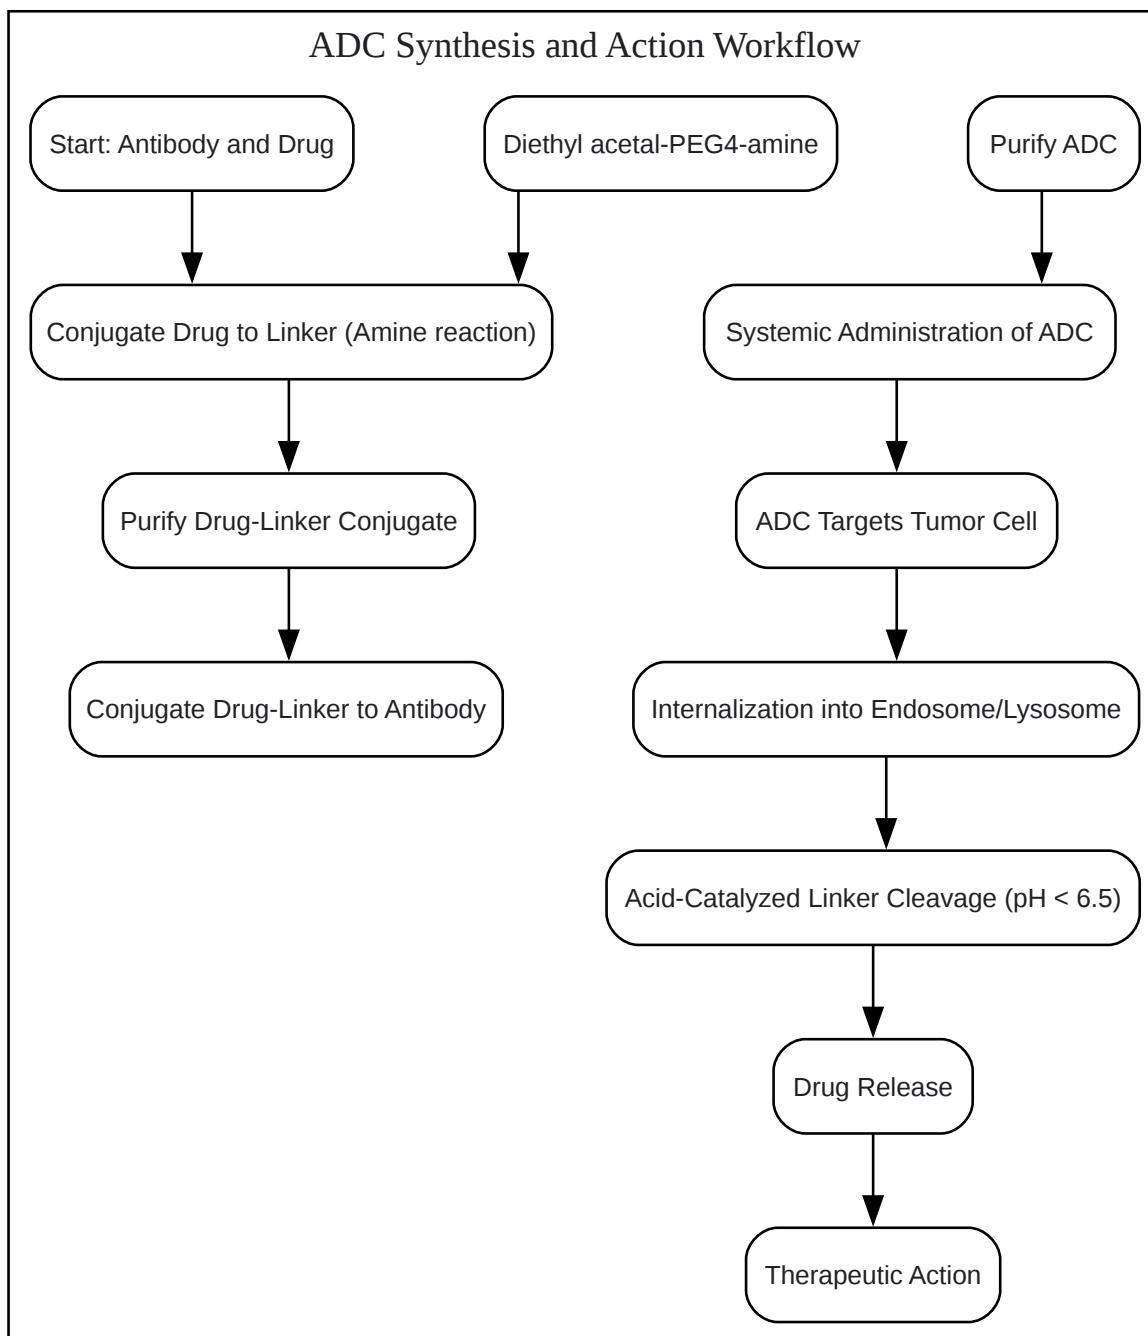 ADC Synthesis and Action Workflow
Start: Antibody and Drug
Diethyl acetal-PEG4-amine
Purify ADC
Conjugate Drug to Linker (Amine reaction)
Systemic Administration of ADC
Purify Drug-Linker Conjugate
ADC Targets Tumor Cell
Conjugate Drug-Linker to Antibody
Internalization into Endosome/Lysosome
Acid-Catalyzed Linker Cleavage (pH < 6.5)
Drug Release
Therapeutic Action